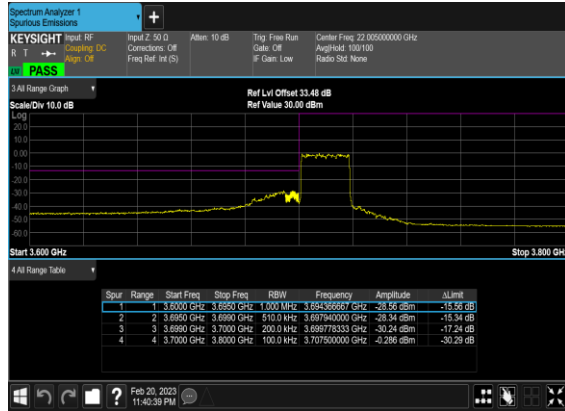 Spectrum Analyzer 1
Spurious Emissions
KEYSIGHT Input: RF Input Z: 50 Ω Atten: 10 dB Trig: Free Run Center Freq: 22.005000000 GHz
R T Coupling: DC Corrections: Off Gate: Off Avg|Hold: 100/100
Align: Off Freq Ref: Int (S) IF Gain: Low Radio Std: None
PASS
3 All Range Graph
Ref Lvl Offset 33.48 dB
Scale/Div 10.0 dB Ref Value 30.00 dBm
Log
20.0
10.0
0.00
-10.0
-20.0
-30.0
-40.0
-50.0
-60.0
Start 3.600 GHz Stop 3.800 GHz
4 All Range Table
Spur Range Start Freq Stop Freq RBW Frequency Amplitude ΔLimit
1 1 3.6000 GHz 3.6950 GHz 1.000 MHz 3.694366667 GHz -28.56 dBm -15.56 dB
2 2 3.6950 GHz 3.6990 GHz 510.0 kHz 3.697940000 GHz -28.34 dBm -15.34 dB
3 3 3.6990 GHz 3.7000 GHz 200.0 kHz 3.699778333 GHz -30.24 dBm -17.24 dB
4 4 3.7000 GHz 3.8000 GHz 100.0 kHz 3.707500000 GHz -0.286 dBm -30.29 dB
? Feb 20, 2023
11:40:39 PM